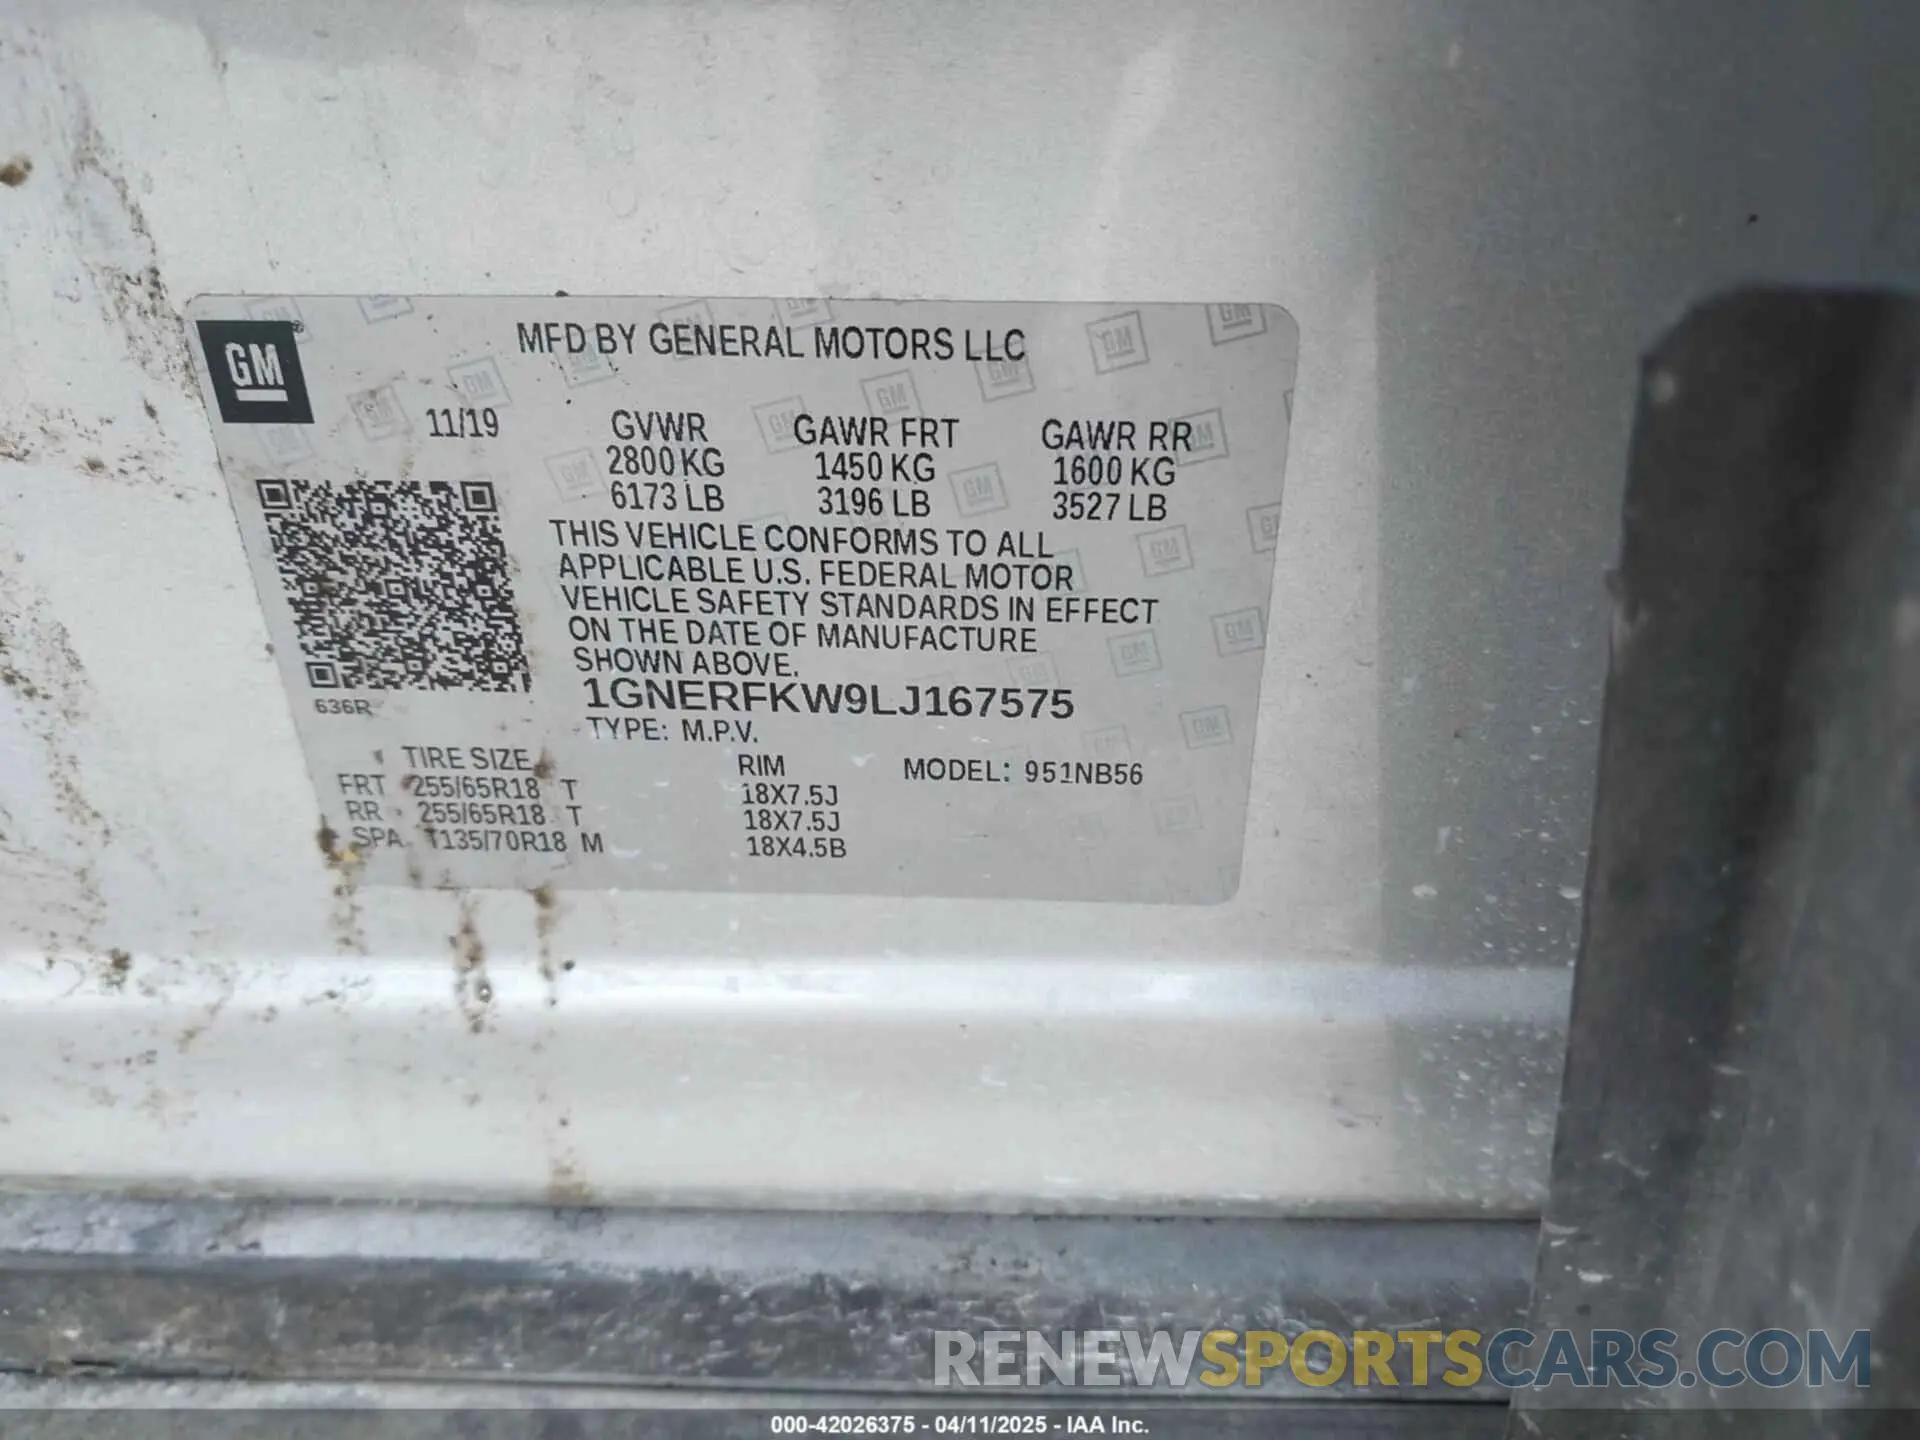 GM
MFD BY GENERAL MOTORS LLC
11/19 GVWR GAWR FRT GAWR RR
2800 KG 1450 KG 1600 KG
6173 LB 3196 LB 3527 LB
THIS VEHICLE CONFORMS TO ALL
APPLICABLE U.S. FEDERAL MOTOR
VEHICLE SAFETY STANDARDS IN EFFECT
ON THE DATE OF MANUFACTURE
SHOWN ABOVE.
1GNERFKW9LJ167575
636R
TYPE: M.P.V.
TIRE SIZE RIM MODEL: 951NB56
FRT 255/65R18 T 18X7.5J
RR 255/65R18 T 18X7.5J
SPA T135/70R18 M 18X4.5B
RENEWSPORTSCARS.COM
000-42026375 - 04/11/2025 - IAA Inc.